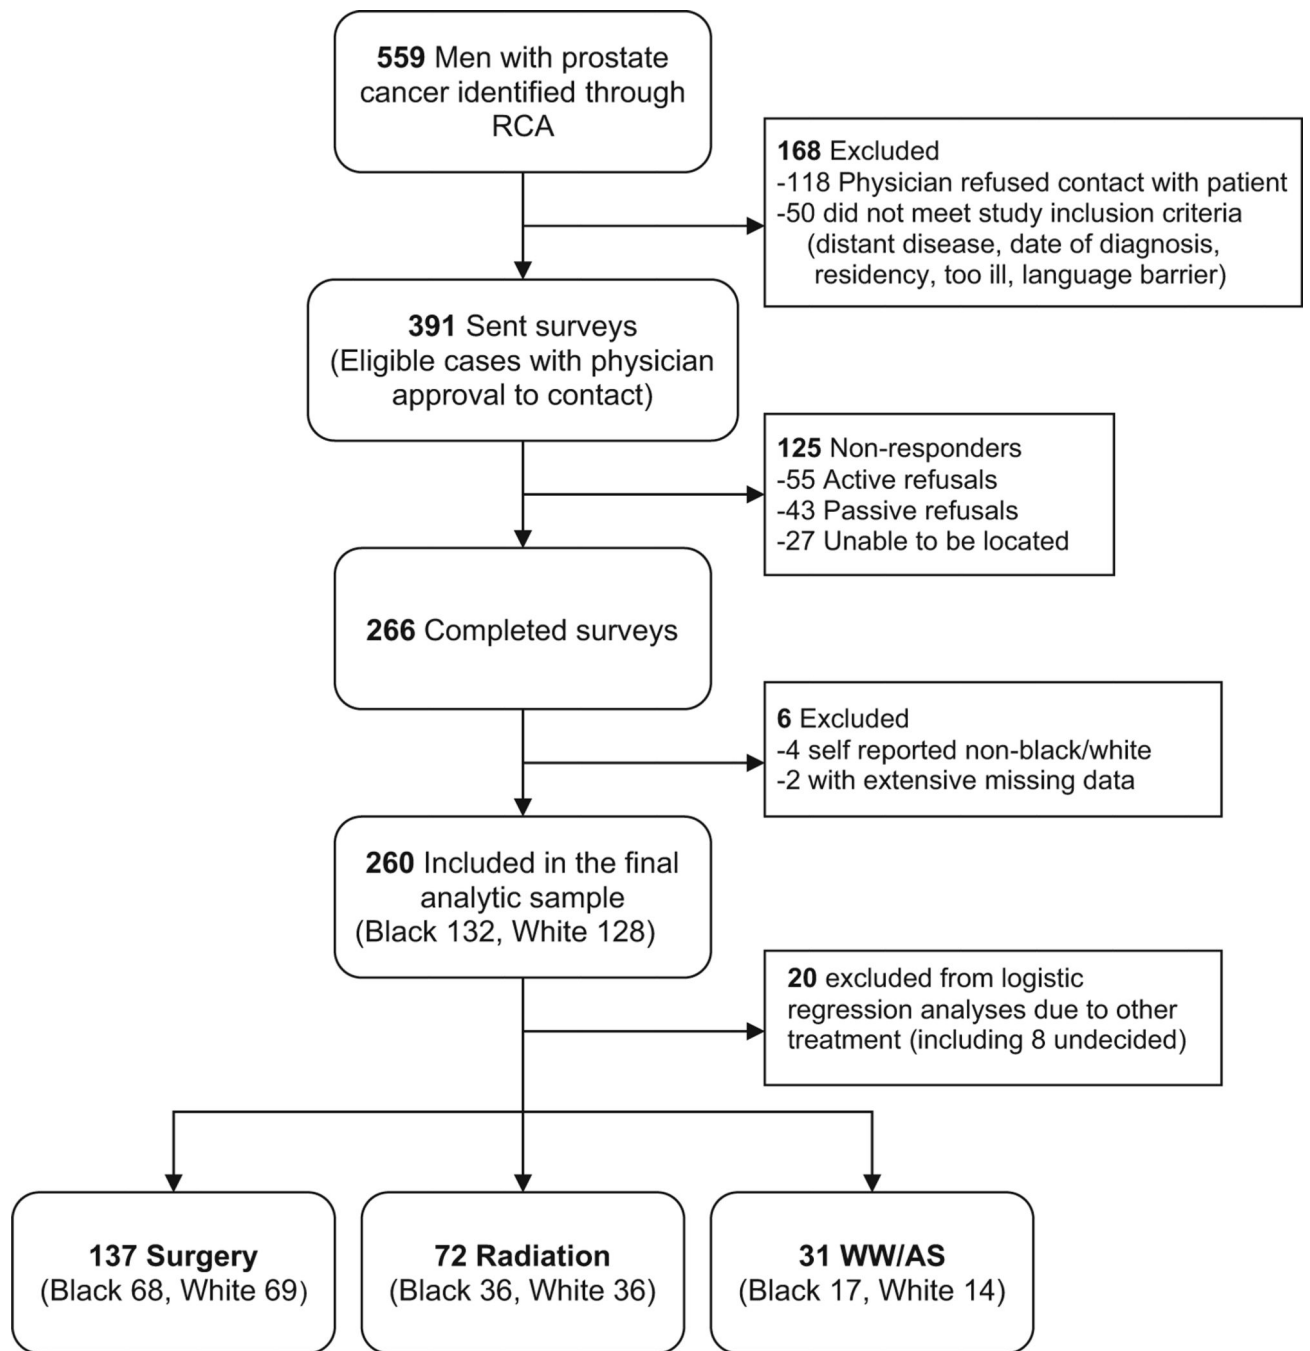 559 Men with prostate
cancer identified through
RCA
168 Excluded
-118 Physician refused contact with patient
-50 did not meet study inclusion criteria
(distant disease, date of diagnosis,
residency, too ill, language barrier)
391 Sent surveys
(Eligible cases with physician
approval to contact)
125 Non-responders
-55 Active refusals
-43 Passive refusals
-27 Unable to be located
266 Completed surveys
6 Excluded
-4 self reported non-black/white
-2 with extensive missing data
260 Included in the final
analytic sample
(Black 132, White 128)
20 excluded from logistic
regression analyses due to other
treatment (including 8 undecided)
137 Surgery
(Black 68, White 69)
72 Radiation
(Black 36, White 36)
31 WW/AS
(Black 17, White 14)